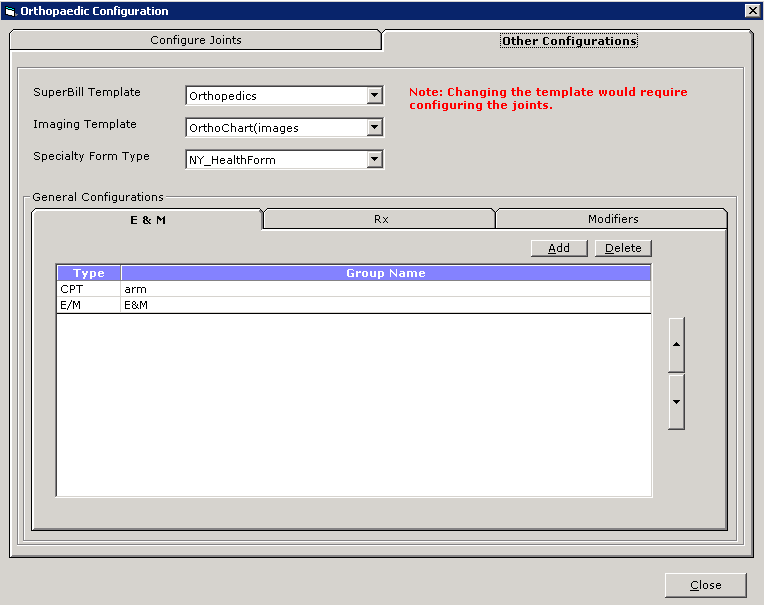 Orthopaedic Configuration
Configure Joints
Other Configurations
SuperBill Template
Orthopedics
Note: Changing the template would require
configuring the joints.
Imaging Template
OrthoChart(images
Specialty Form Type
NY_HealthForm
General Configurations
E & M
Rx
Modifiers
Add
Delete
Type
Group Name
CPT
arm
E/M
E&M
Close